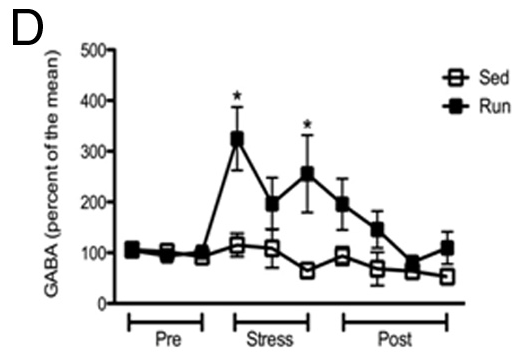 D
GABA (percent of the mean)
500
400
300
200
100
0
*
*
Sed
Run
Pre
Stress
Post